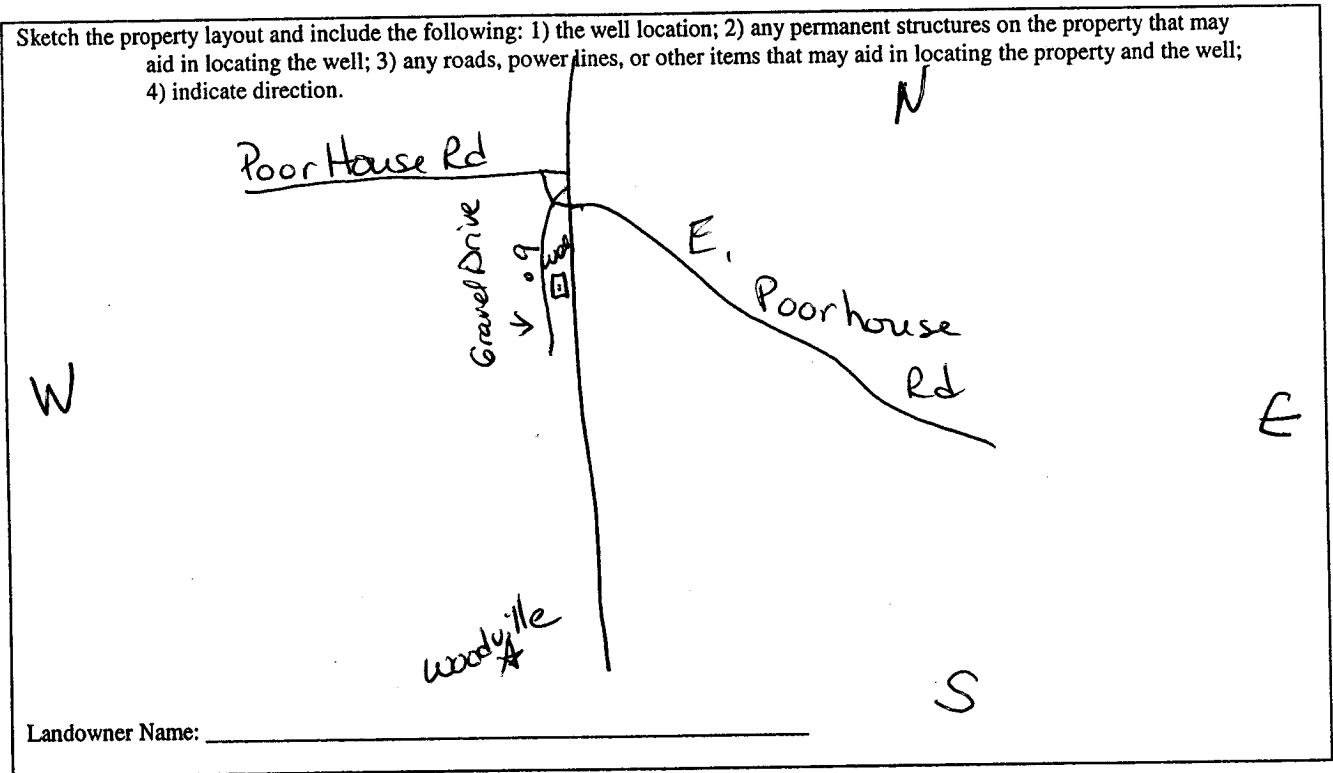 Sketch the property layout and include the following: 1) the well location; 2) any permanent structures on the property that may
aid in locating the well; 3) any roads, power lines, or other items that may aid in locating the property and the well;
4) indicate direction.
N
Poor House Rd
Gravel Drive
.9
E. Poorhouse Rd
W
E
Woodville
S
Landowner Name: